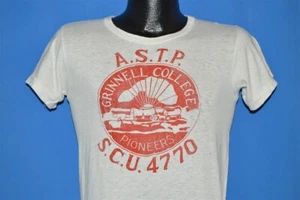 A.S.T.P.
GRINNELL COLLEGE
PIONEERS
S.C.U. 4770